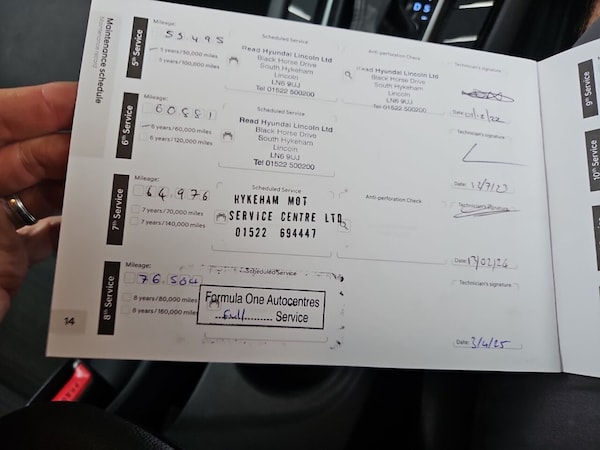 Maintenance schedule
5th Service
Mileage:
53,495
5 years/50,000 miles
5 years/100,000 miles
Scheduled Service
Read Hyundai Lincoln Ltd
Black Horse Drive
South Hykeham
Lincoln
LN6 9UJ
Tel 01522 500200
Anti perforation Check
Read Hyundai Lincoln Ltd
Black Horse Drive
South Hykeham
Lincoln
LN6 9UJ
Tel 01522 500200
Technician's signature
Date:
6th Service
Mileage:
60881
6 years/60,000 miles
6 years/120,000 miles
Scheduled Service
Read Hyundai Lincoln Ltd
Black Horse Drive
South Hykeham
Lincoln
LN6 9UJ
Tel 01522 500200
Technician's signature
Date:
7th Service
Mileage:
64,976
7 years/70,000 miles
7 years/140,000 miles
Scheduled Service
HYKEHAM MOT
SERVICE CENTRE LTD
01522 694447
Anti perforation Check
Technician's signature
Date:
8th Service
Mileage:
76,504
8 years/80,000 miles
8 years/160,000 miles
Scheduled Service
Formula One Autocentres
Full Service
Technician's signature
Date: 3/4/25
14
9th Service
10th Service